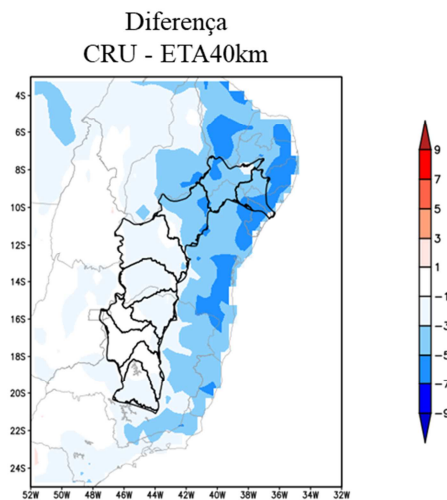 Diferença
CRU - ETA40km
4S
6S
8S
10S
12S
14S
16S
18S
20S
22S
24S
52W 50W 48W 46W 44W 42W 40W 38W 36W 34W 32W
9
7
5
3
1
-1
-3
-5
-7
-9